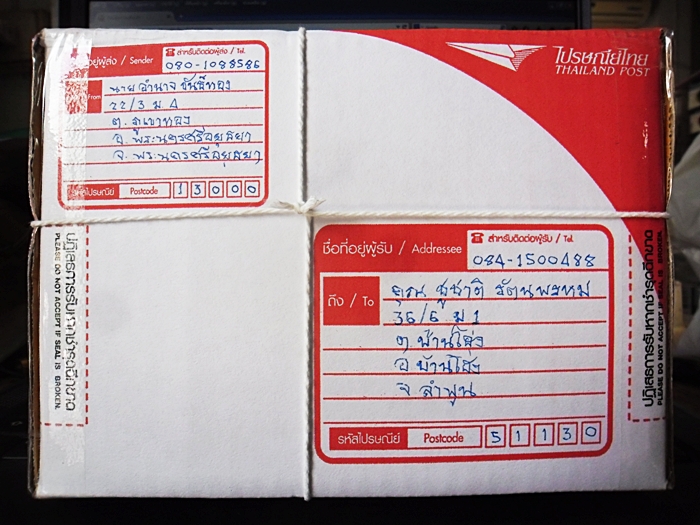 ไปรษณีย์ไทย
THAILAND POST
อยู่ผู้ส่ง / Sender
สำหรับติดต่อผู้ส่ง / Tel.
080-1088586
From นาย อำนาจ ขันธ์ทอง
22/3 ม 4
ต. ภูเขาทอง
อ. พระนครศรีอยุธยา
จ. พระนครศรีอยุธยา
รหัสไปรษณีย์ Postcode 13000
ชื่อที่อยู่ผู้รับ / Addressee
สำหรับติดต่อผู้รับ / Tel.
084-1500488
ถึง / To คุณ ชูชาติ รัตนพรหม
36/6 ม 1
ต. บ้านโฮ่ง
อ. บ้านโฮ่ง
จ ลำพูน
รหัสไปรษณีย์ Postcode 51130
ปฏิเสธการรับหากชำรุดฉีกขาด
PLEASE DO NOT ACCEPT IF SEAL IS BROKEN.
ปฏิเสธการรับหากชำรุดฉีกขาด
PLEASE DO NOT ACCEPT IF SEAL IS BROKEN.